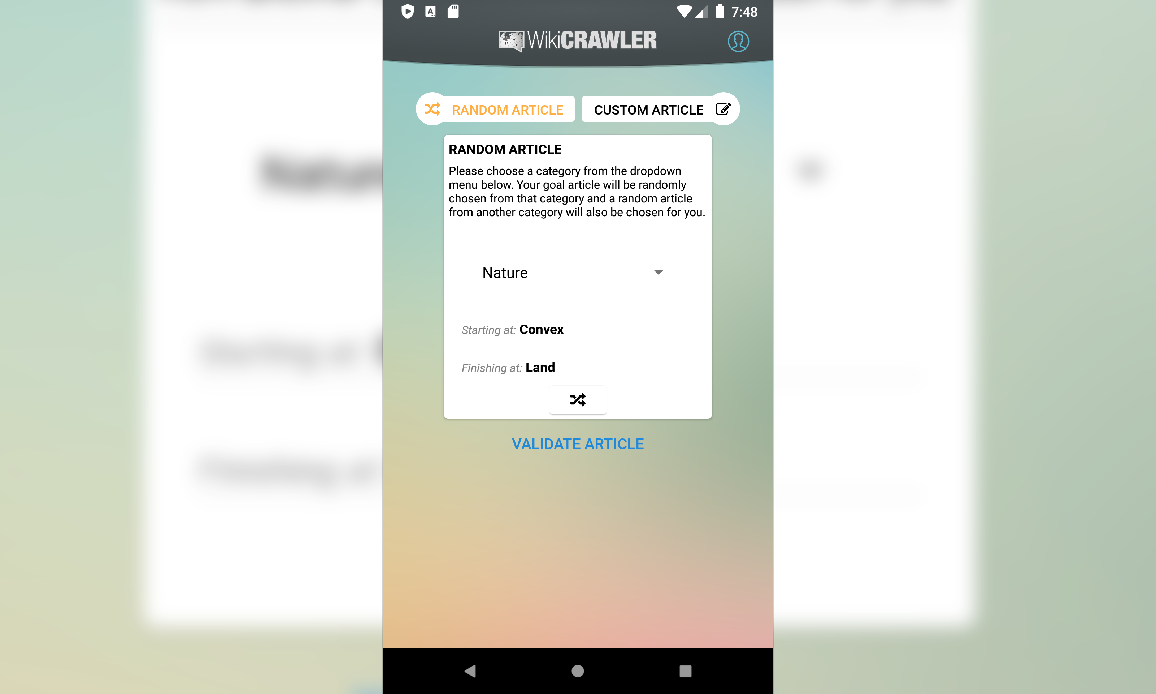 7:48
WikiCRAWLER
RANDOM ARTICLE
CUSTOM ARTICLE
RANDOM ARTICLE
Please choose a category from the dropdown
menu below. Your goal article will be randomly
chosen from that category and a random article
from another category will also be chosen for you.
Nature
Starting at: Convex
Finishing at: Land
VALIDATE ARTICLE